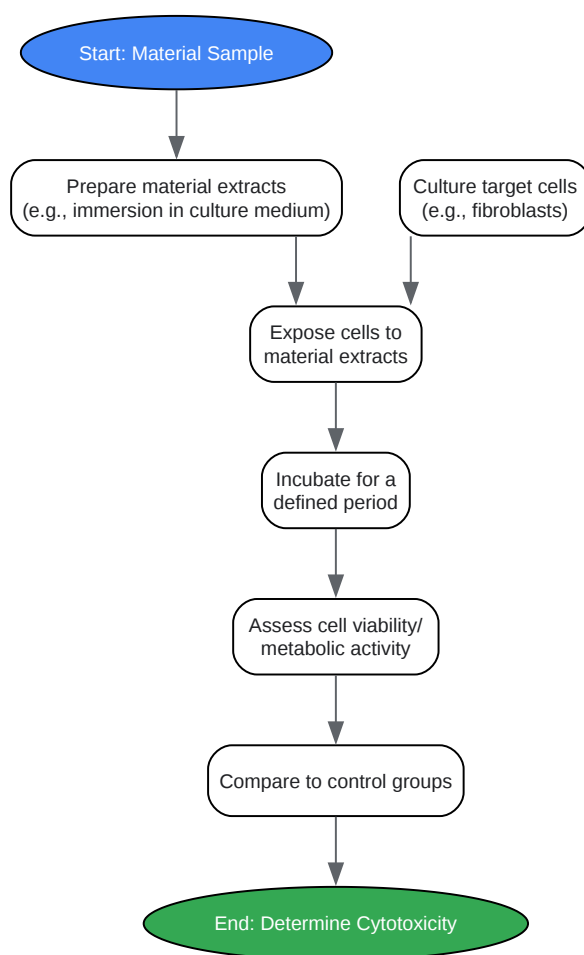 Start: Material Sample
Prepare material extracts
(e.g., immersion in culture medium)
Culture target cells
(e.g., fibroblasts)
Expose cells to
material extracts
Incubate for a
defined period
Assess cell viability/
metabolic activity
Compare to control groups
End: Determine Cytotoxicity